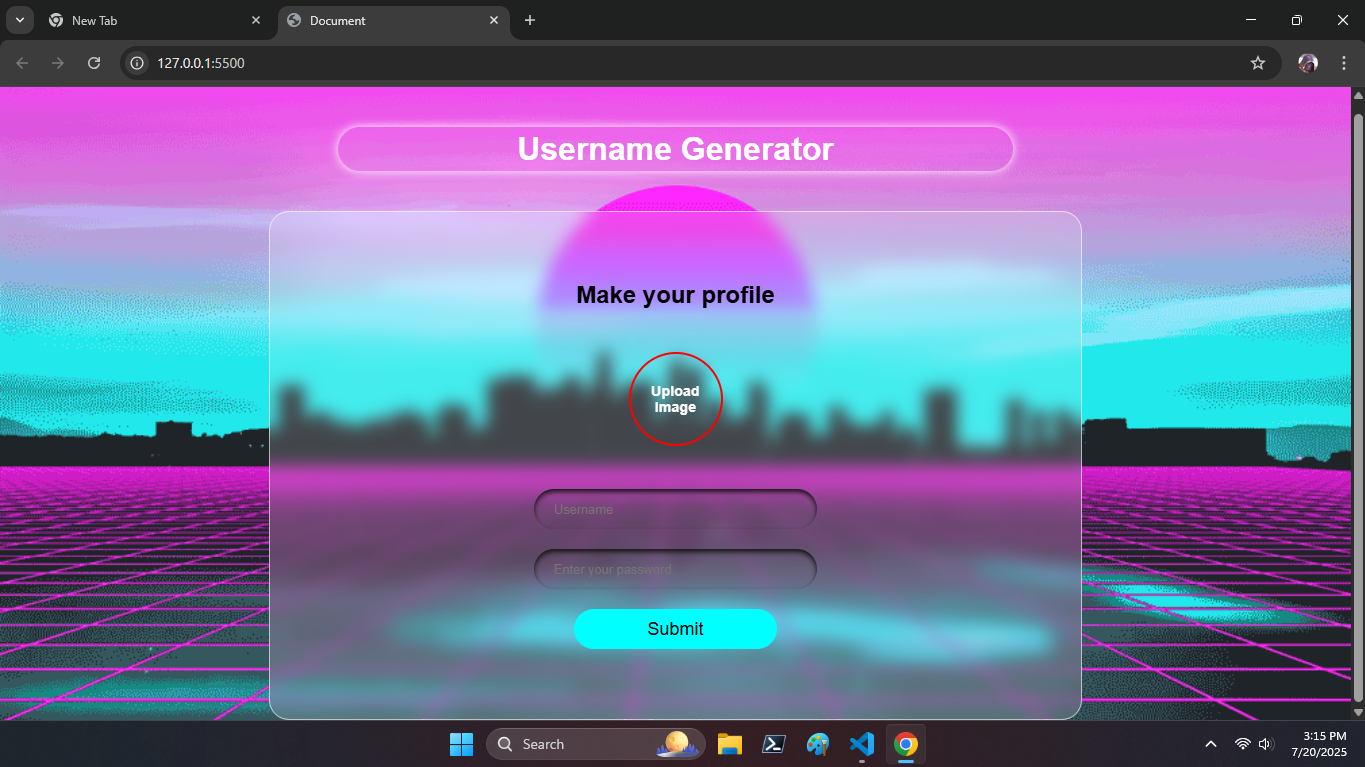 New Tab
Document
127.0.0.1:5500
Username Generator
Make your profile
Upload
Image
Username
Enter your password
Submit
Search
3:15 PM
7/20/2025